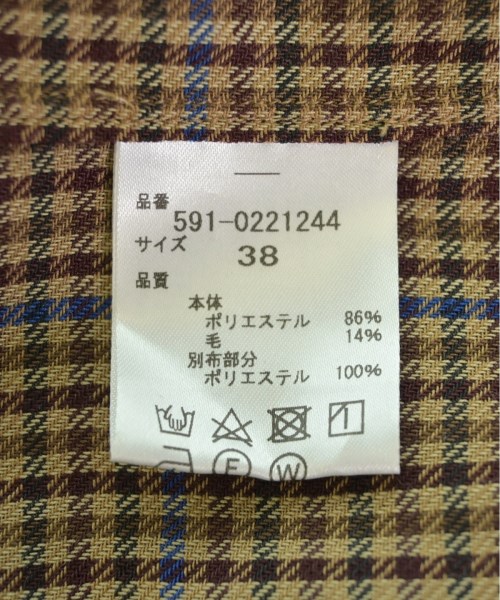 品番
591-0221244
サイズ
38
品質
本体
ポリエステル 86%
毛 14%
別布部分
ポリエステル 100%
F W